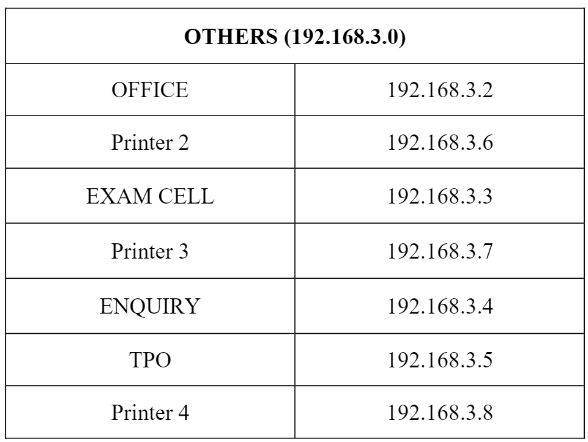 OTHERS (192.168.3.0)
OFFICE 192.168.3.2
Printer 2 192.168.3.6
EXAM CELL 192.168.3.3
Printer 3 192.168.3.7
ENQUIRY 192.168.3.4
TPO 192.168.3.5
Printer 4 192.168.3.8